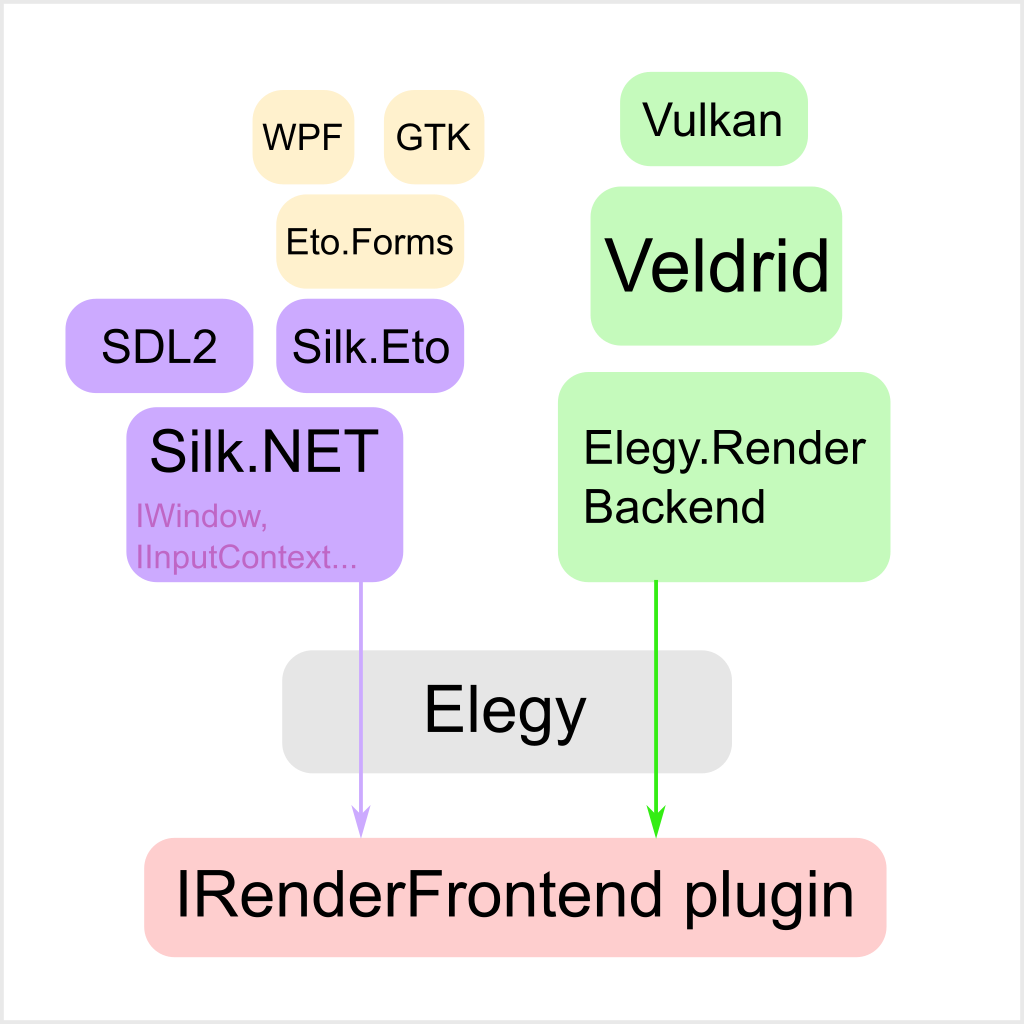 WPF
GTK
Eto.Forms
SDL2
Silk.Eto
Silk.NET
IWindow,
IInputContext...
Vulkan
Veldrid
Elegy.Render
Backend
Elegy
IRenderFrontend plugin